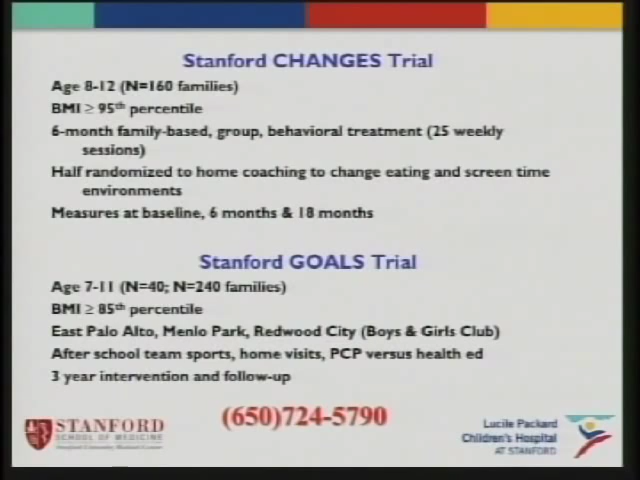 Stanford CHANGES Trial
Age 8-12 (N=160 families)
BMI ≥ 95th percentile
6-month family-based, group, behavioral treatment (25 weekly
sessions)
Half randomized to home coaching to change eating and screen time
environments
Measures at baseline, 6 months & 18 months
Stanford GOALS Trial
Age 7-11 (N=40; N=240 families)
BMI ≥ 85th percentile
East Palo Alto, Menlo Park, Redwood City (Boys & Girls Club)
After school team sports, home visits, PCP versus health ed
3 year intervention and follow-up
(650)724-5790
STANFORD
SCHOOL OF MEDICINE
Stanford University Medical Center
Lucile Packard
Children's Hospital
AT STANFORD